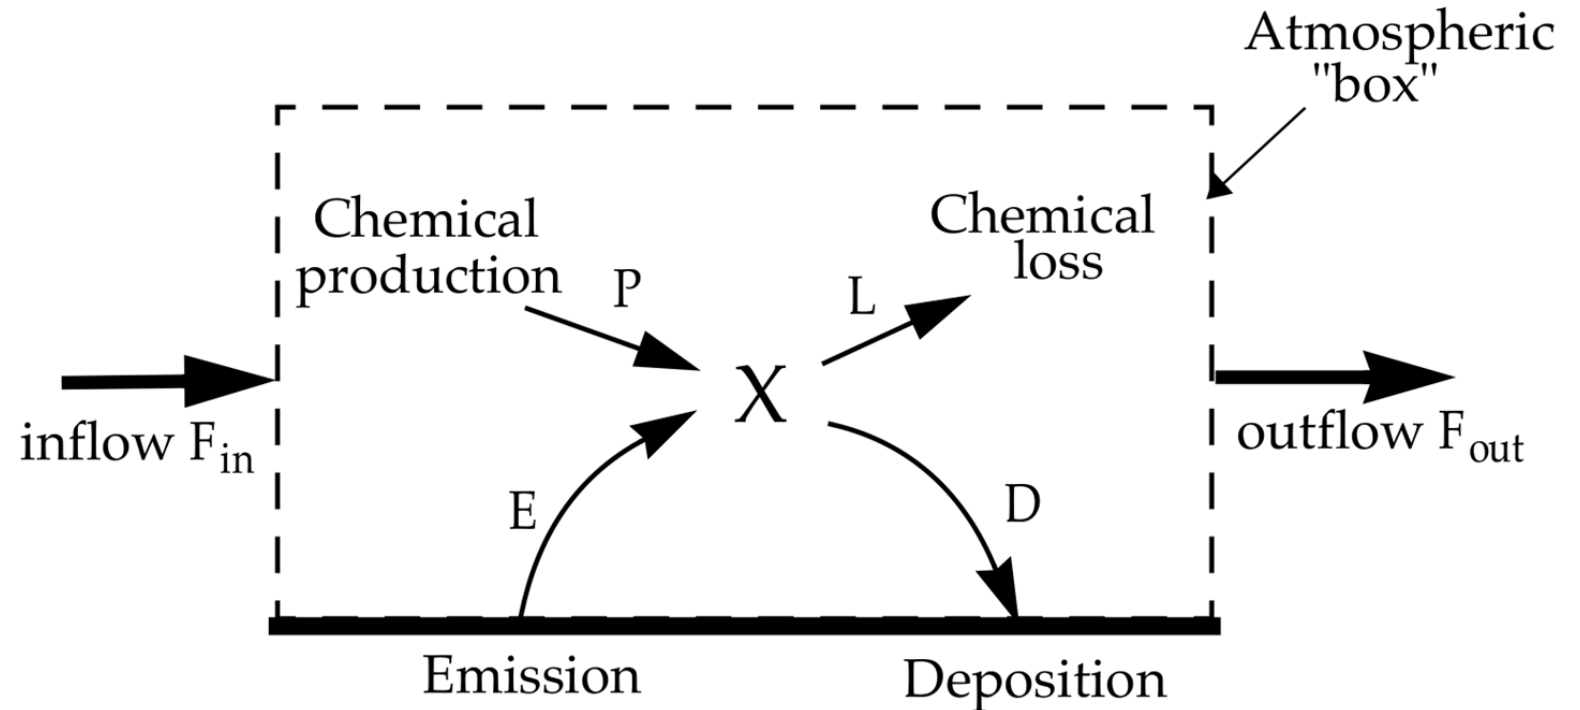 Atmospheric
"box"
Chemical
production
P
Chemical
loss
L
X
inflow F_in
outflow F_out
E
D
Emission
Deposition